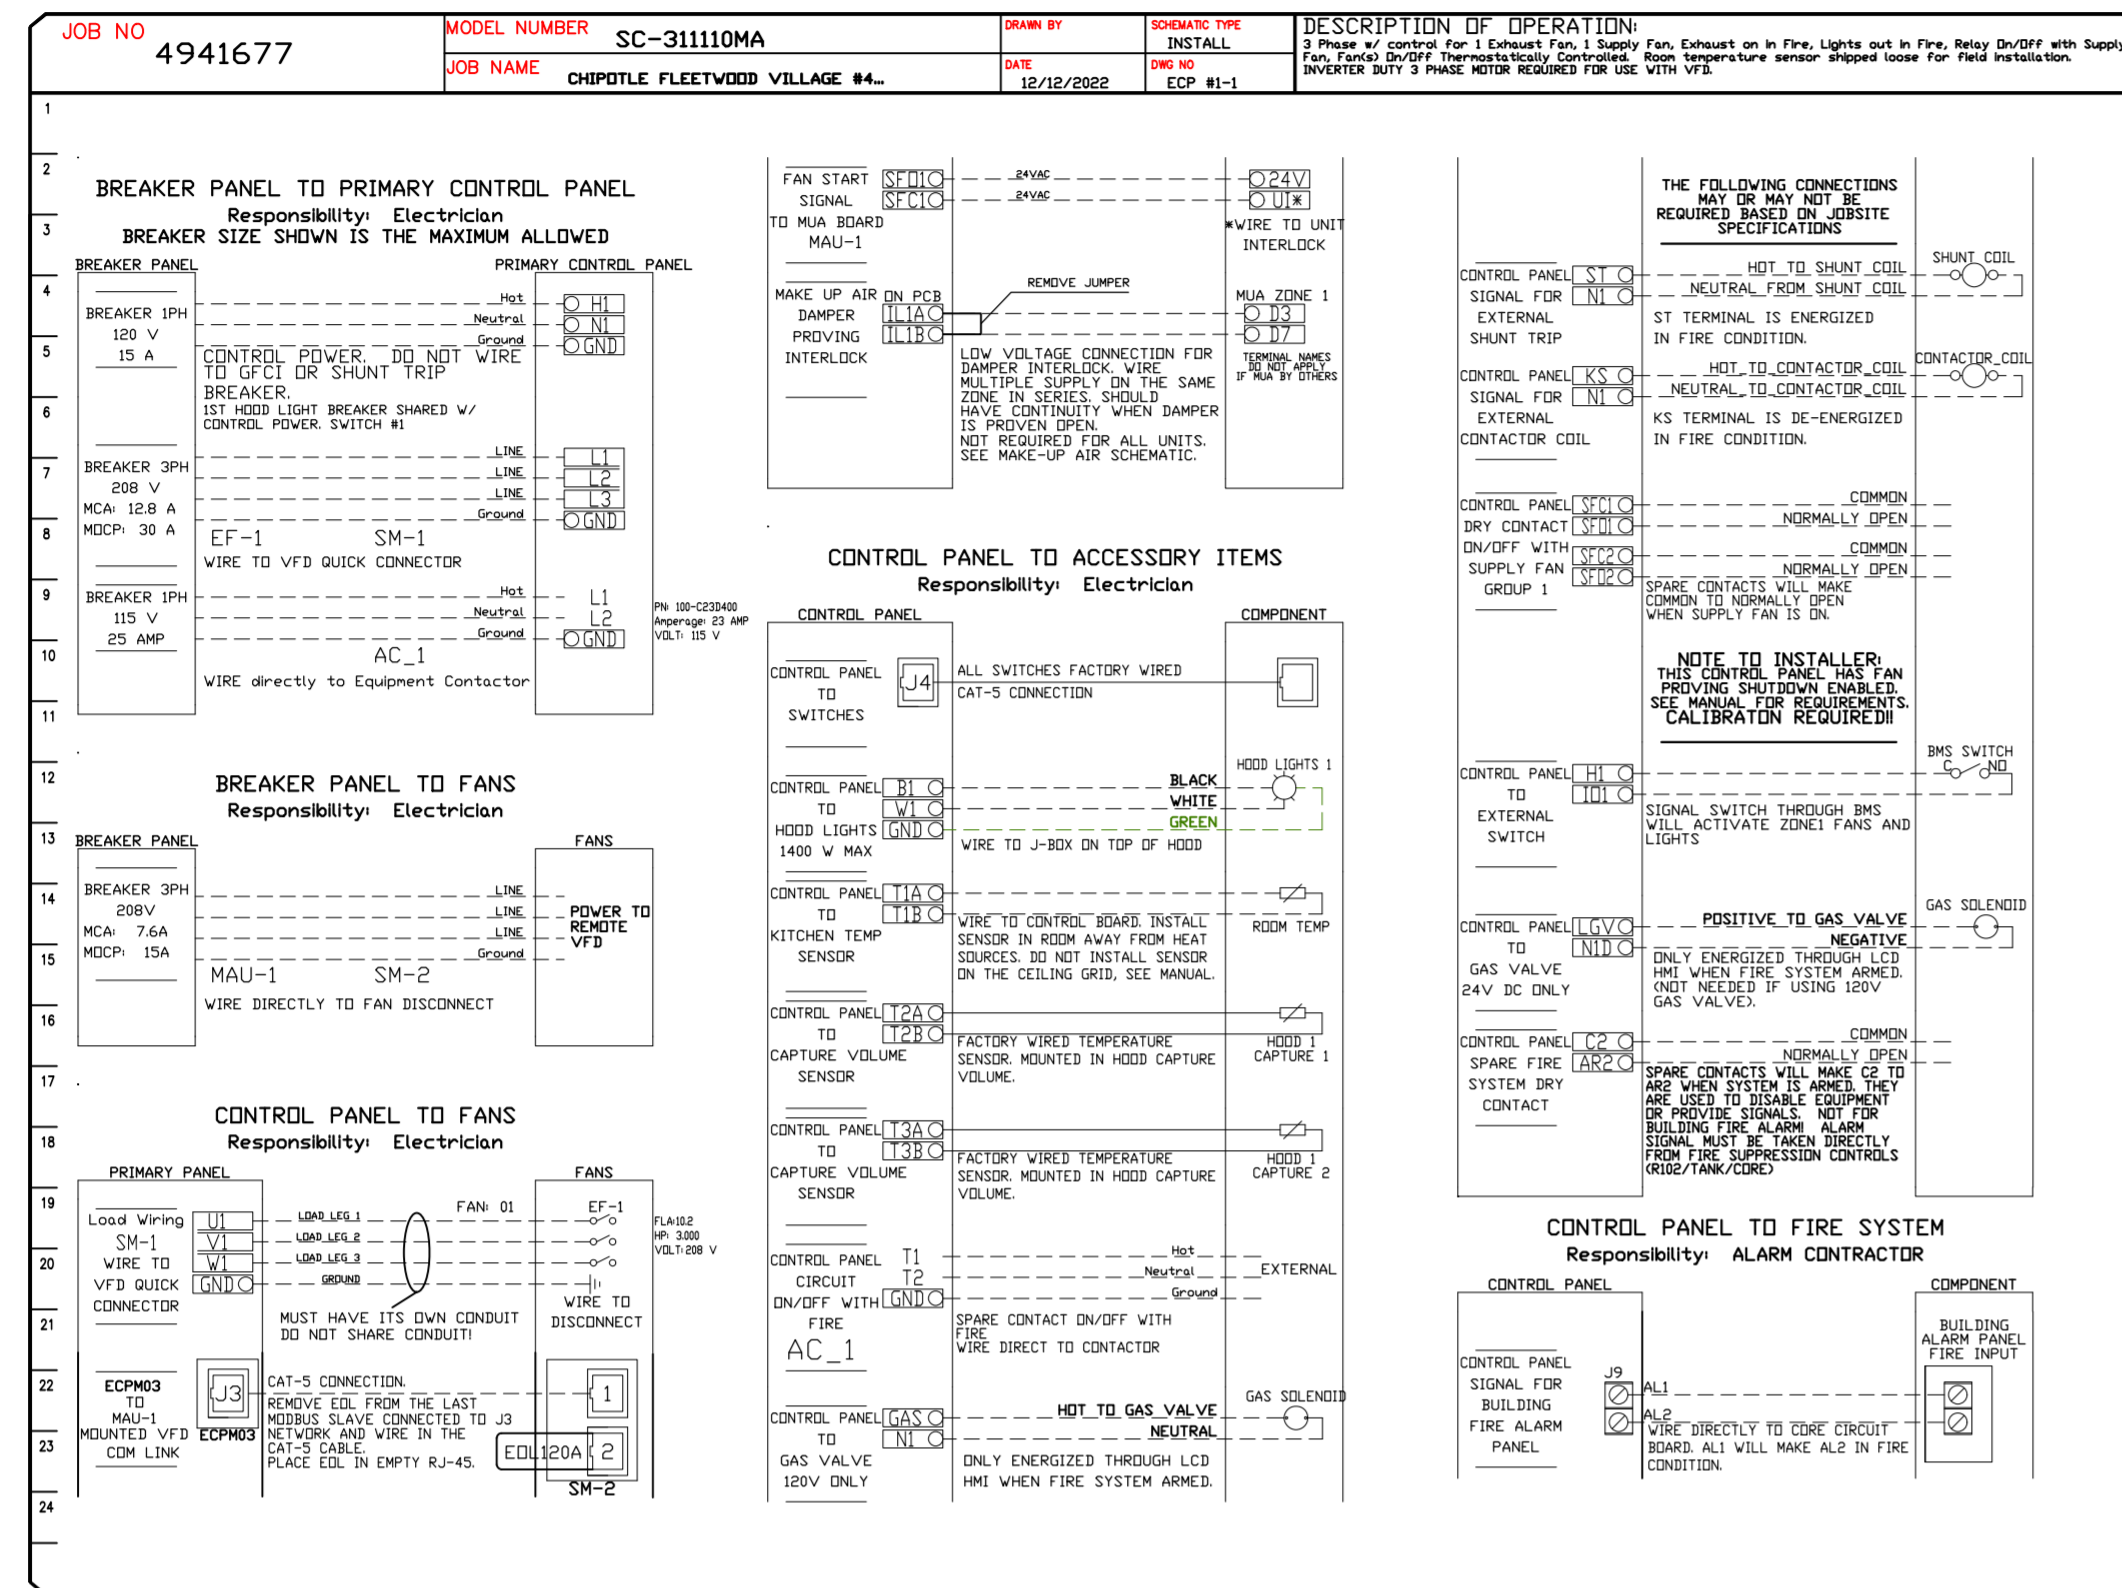 JOB NO
4941677
MODEL NUMBER
SC-311110MA
JOB NAME
CHIPOTLE FLEETWOOD VILLAGE #4...
DRAWN BY
DATE
12/12/2022
SCHEMATIC TYPE
INSTALL
DWG NO
ECP #1-1
DESCRIPTION OF OPERATION:
3 Phase w/ control for 1 Exhaust Fan, 1 Supply Fan, Exhaust on in Fire, Lights out in Fire, Relay On/Off with Supply
Fan, Fan(s) On/Off Thermostatically Controlled. Room temperature sensor shipped loose for field installation.
INVERTER DUTY 3 PHASE MOTOR REQUIRED FOR USE WITH VFD.
1
2
3
4
5
6
7
8
9
10
11
12
13
14
15
16
17
18
19
20
21
22
23
24
BREAKER PANEL TO PRIMARY CONTROL PANEL
Responsibility: Electrician
BREAKER SIZE SHOWN IS THE MAXIMUM ALLOWED
BREAKER PANEL
PRIMARY CONTROL PANEL
BREAKER 1PH
120 V
15 A
Hot
H1
Neutral
N1
Ground
GND
CONTROL POWER. DO NOT WIRE
TO GFCI OR SHUNT TRIP
BREAKER.
1ST HOOD LIGHT BREAKER SHARED W/
CONTROL POWER. SWITCH #1
BREAKER 3PH
208 V
MCA: 12.8 A
MOCP: 30 A
LINE
L1
LINE
L2
LINE
L3
Ground
GND
EF-1
SM-1
WIRE TO VFD QUICK CONNECTOR
BREAKER 1PH
115 V
25 AMP
Hot
L1
Neutral
L2
Ground
GND
PN: 100-C23D400
Amperage: 23 AMP
VOLT: 115 V
AC_1
WIRE directly to Equipment Contactor
BREAKER PANEL TO FANS
Responsibility: Electrician
BREAKER PANEL
FANS
BREAKER 3PH
208V
MCA: 7.6A
MOCP: 15A
LINE
LINE
LINE
Ground
POWER TO
REMOTE
VFD
MAU-1
SM-2
WIRE DIRECTLY TO FAN DISCONNECT
CONTROL PANEL TO FANS
Responsibility: Electrician
PRIMARY PANEL
FANS
Load Wiring
SM-1
WIRE TO
VFD QUICK
CONNECTOR
U1
V1
W1
GND
LOAD LEG 1
LOAD LEG 2
LOAD LEG 3
GROUND
FAN: 01
EF-1
FLA:10.2
HP: 3.000
VOLT:208 V
WIRE TO
DISCONNECT
MUST HAVE ITS OWN CONDUIT
DO NOT SHARE CONDUIT!
ECPM03
TO
MAU-1
MOUNTED VFD
COM LINK
J3
ECPM03
CAT-5 CONNECTION.
REMOVE EOL FROM THE LAST
MODBUS SLAVE CONNECTED TO J3
NETWORK AND WIRE IN THE
CAT-5 CABLE.
PLACE EOL IN EMPTY RJ-45.
EOL120A
1
2
SM-2
FAN START
SIGNAL
TO MUA BOARD
MAU-1
SFO1
SFC1
24VAC
24VAC
24V
UI*
*WIRE TO UNIT
INTERLOCK
MAKE UP AIR
DAMPER
PROVING
INTERLOCK
ON PCB
IL1A
IL1B
REMOVE JUMPER
MUA ZONE 1
D3
D7
TERMINAL NAMES
DO NOT APPLY
IF MUA BY OTHERS
LOW VOLTAGE CONNECTION FOR
DAMPER INTERLOCK. WIRE
MULTIPLE SUPPLY ON THE SAME
ZONE IN SERIES. SHOULD
HAVE CONTINUITY WHEN DAMPER
IS PROVEN OPEN.
NOT REQUIRED FOR ALL UNITS.
SEE MAKE-UP AIR SCHEMATIC.
CONTROL PANEL TO ACCESSORY ITEMS
Responsibility: Electrician
CONTROL PANEL
COMPONENT
CONTROL PANEL
TO
SWITCHES
J4
ALL SWITCHES FACTORY WIRED
CAT-5 CONNECTION
CONTROL PANEL
TO
HOOD LIGHTS
1400 W MAX
B1
W1
GND
BLACK
WHITE
GREEN
HOOD LIGHTS 1
WIRE TO J-BOX ON TOP OF HOOD
CONTROL PANEL
TO
KITCHEN TEMP
SENSOR
T1A
T1B
WIRE TO CONTROL BOARD. INSTALL
SENSOR IN ROOM AWAY FROM HEAT
SOURCES. DO NOT INSTALL SENSOR
ON THE CEILING GRID, SEE MANUAL.
ROOM TEMP
CONTROL PANEL
TO
CAPTURE VOLUME
SENSOR
T2A
T2B
FACTORY WIRED TEMPERATURE
SENSOR. MOUNTED IN HOOD CAPTURE
VOLUME.
HOOD 1
CAPTURE 1
CONTROL PANEL
TO
CAPTURE VOLUME
SENSOR
T3A
T3B
FACTORY WIRED TEMPERATURE
SENSOR. MOUNTED IN HOOD CAPTURE
VOLUME.
HOOD 1
CAPTURE 2
CONTROL PANEL
CIRCUIT
ON/OFF WITH
FIRE
AC_1
T1
T2
GND
Hot
Neutral
Ground
EXTERNAL
SPARE CONTACT ON/OFF WITH
FIRE
WIRE DIRECT TO CONTACTOR
CONTROL PANEL
TO
GAS VALVE
120V ONLY
GAS
N1
HOT TO GAS VALVE
NEUTRAL
GAS SOLENOID
ONLY ENERGIZED THROUGH LCD
HMI WHEN FIRE SYSTEM ARMED.
THE FOLLOWING CONNECTIONS
MAY OR MAY NOT BE
REQUIRED BASED ON JOBSITE
SPECIFICATIONS
CONTROL PANEL
SIGNAL FOR
EXTERNAL
SHUNT TRIP
ST
N1
HOT TO SHUNT COIL
NEUTRAL FROM SHUNT COIL
SHUNT COIL
ST TERMINAL IS ENERGIZED
IN FIRE CONDITION.
CONTROL PANEL
SIGNAL FOR
EXTERNAL
CONTACTOR COIL
KS
N1
HOT TO CONTACTOR COIL
NEUTRAL TO CONTACTOR COIL
CONTACTOR COIL
KS TERMINAL IS DE-ENERGIZED
IN FIRE CONDITION.
CONTROL PANEL
DRY CONTACT
ON/OFF WITH
SUPPLY FAN
GROUP 1
SFC1
SFO1
SFC2
SFO2
COMMON
NORMALLY OPEN
COMMON
NORMALLY OPEN
SPARE CONTACTS WILL MAKE
COMMON TO NORMALLY OPEN
WHEN SUPPLY FAN IS ON.
NOTE TO INSTALLER:
THIS CONTROL PANEL HAS FAN
PROVING SHUTDOWN ENABLED.
SEE MANUAL FOR REQUIREMENTS.
CALIBRATON REQUIRED!!
CONTROL PANEL
TO
EXTERNAL
SWITCH
H1
IO1
BMS SWITCH
C
NO
SIGNAL SWITCH THROUGH BMS
WILL ACTIVATE ZONE1 FANS AND
LIGHTS
CONTROL PANEL
TO
GAS VALVE
24V DC ONLY
LGV
N1D
POSITIVE TO GAS VALVE
NEGATIVE
GAS SOLENOID
ONLY ENERGIZED THROUGH LCD
HMI WHEN FIRE SYSTEM ARMED.
(NOT NEEDED IF USING 120V
GAS VALVE).
CONTROL PANEL
SPARE FIRE
SYSTEM DRY
CONTACT
C2
AR2
COMMON
NORMALLY OPEN
SPARE CONTACTS WILL MAKE C2 TO
AR2 WHEN SYSTEM IS ARMED. THEY
ARE USED TO DISABLE EQUIPMENT
OR PROVIDE SIGNALS. NOT FOR
BUILDING FIRE ALARM! ALARM
SIGNAL MUST BE TAKEN DIRECTLY
FROM FIRE SUPPRESSION CONTROLS
(R102/TANK/CORE)
CONTROL PANEL TO FIRE SYSTEM
Responsibility: ALARM CONTRACTOR
CONTROL PANEL
COMPONENT
CONTROL PANEL
SIGNAL FOR
BUILDING
FIRE ALARM
PANEL
J9
AL1
AL2
BUILDING
ALARM PANEL
FIRE INPUT
WIRE DIRECTLY TO CORE CIRCUIT
BOARD. AL1 WILL MAKE AL2 IN FIRE
CONDITION.